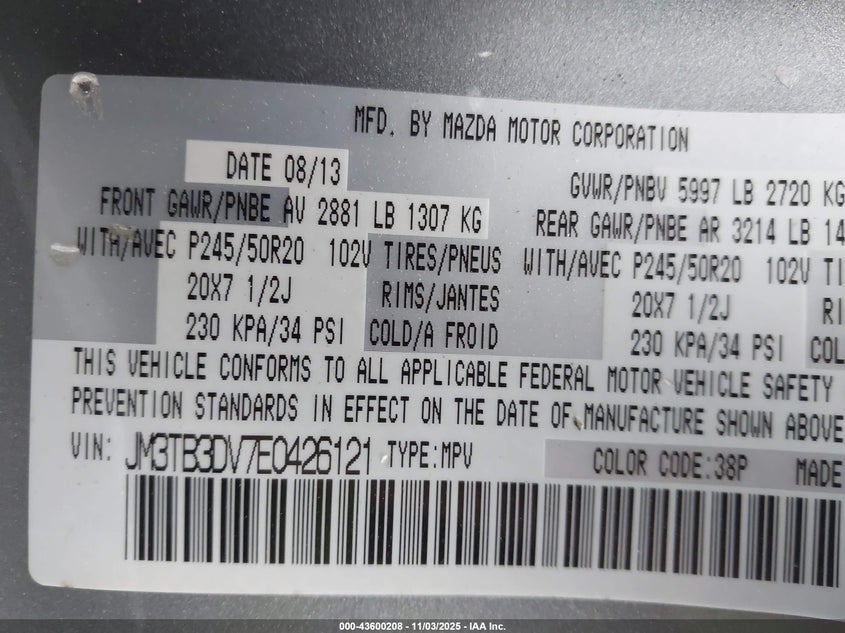 MFD. BY MAZDA MOTOR CORPORATION
DATE 08/13 GVWR/PNBV 5997 LB 2720 KG
FRONT GAWR/PNBE AV 2881 LB 1307 KG REAR GAWR/PNBE AR 3214 LB 14
WITH/AVEC P245/50R20 102V TIRES/PNEUS WITH/AVEC P245/50R20 102V TI
20X7 1/2J RIMS/JANTES 20X7 1/2J RI
230 KPA/34 PSI COLD/A FROID 230 KPA/34 PSI COL
THIS VEHICLE CONFORMS TO ALL APPLICABLE FEDERAL MOTOR VEHICLE SAFETY
PREVENTION STANDARDS IN EFFECT ON THE DATE OF MANUFACTURE SHOWN ABOVE
VIN: JM3TB3DV7E0426121 TYPE:MPV COLOR CODE:38P MADE
000-43600208 - 11/03/2025 - IAA Inc.